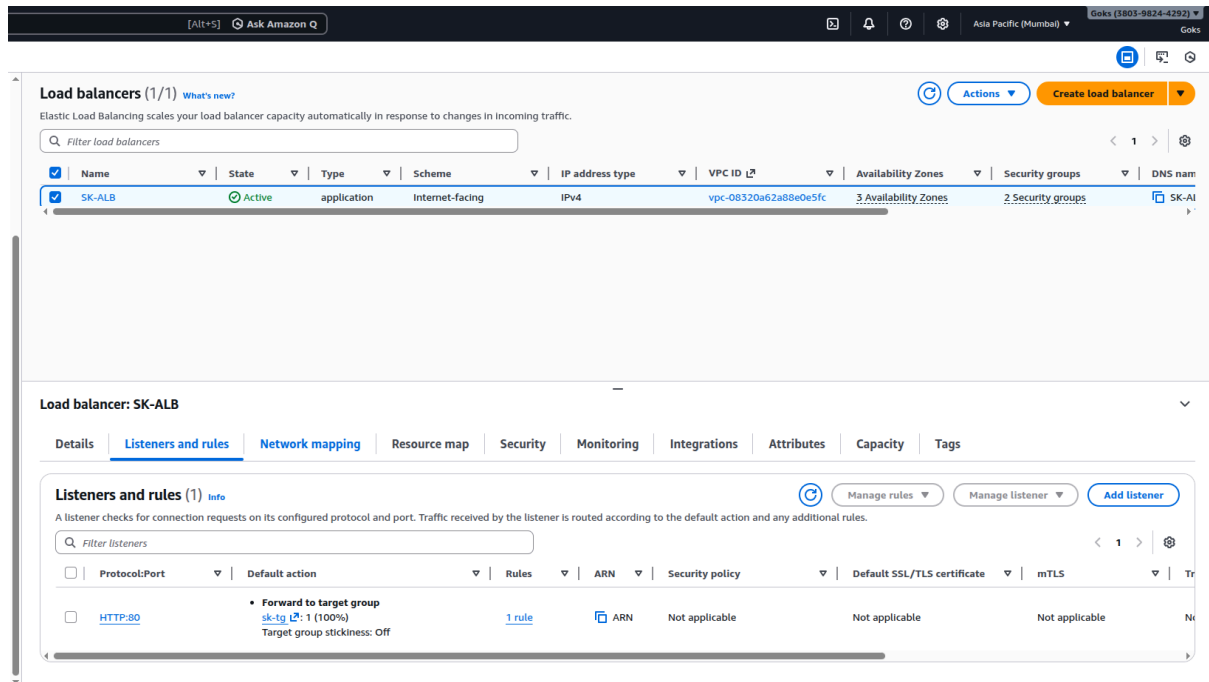 [Alt+S] Ask Amazon Q Asia Pacific (Mumbai) ▼ Goks (3803-9824-4292) ▼
Goks
Load balancers (1/1) What's new? Actions ▼ Create load balancer ▼
Elastic Load Balancing scales your load balancer capacity automatically in response to changes in incoming traffic.
Filter load balancers < 1 >
Name State Type Scheme IP address type VPC ID Availability Zones Security groups DNS nam
SK-ALB Active application Internet-facing IPv4 vpc-08320a62a88e0e5fc 3 Availability Zones 2 Security groups SK-AL
Load balancer: SK-ALB
Details Listeners and rules Network mapping Resource map Security Monitoring Integrations Attributes Capacity Tags
Listeners and rules (1) Info Manage rules ▼ Manage listener ▼ Add listener
A listener checks for connection requests on its configured protocol and port. Traffic received by the listener is routed according to the default action and any additional rules.
Filter listeners < 1 >
Protocol:Port Default action Rules ARN Security policy Default SSL/TLS certificate mTLS Tr
• Forward to target group
HTTP:80 sk-tg : 1 (100%) 1 rule ARN Not applicable Not applicable Not applicable
Target group stickiness: Off